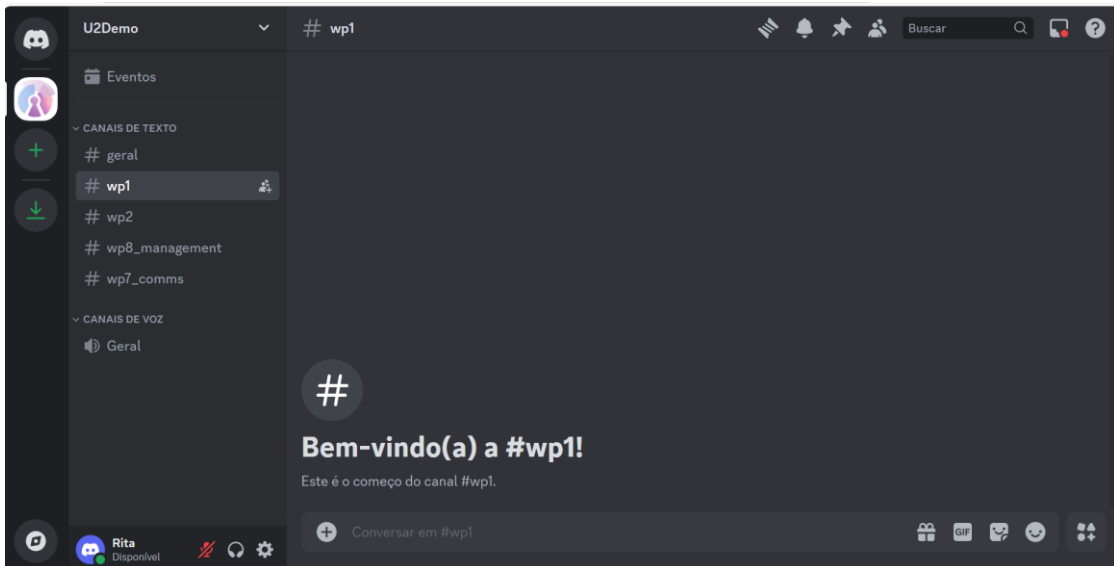 U2Demo
wp1
Buscar
Eventos
CANAIS DE TEXTO
# geral
# wp1
# wp2
# wp8_management
# wp7_comms
CANAIS DE VOZ
Geral
#
Bem-vindo(a) a #wp1!
Este é o começo do canal #wp1.
Conversar em #wp1
GIF
Rita
Disponível